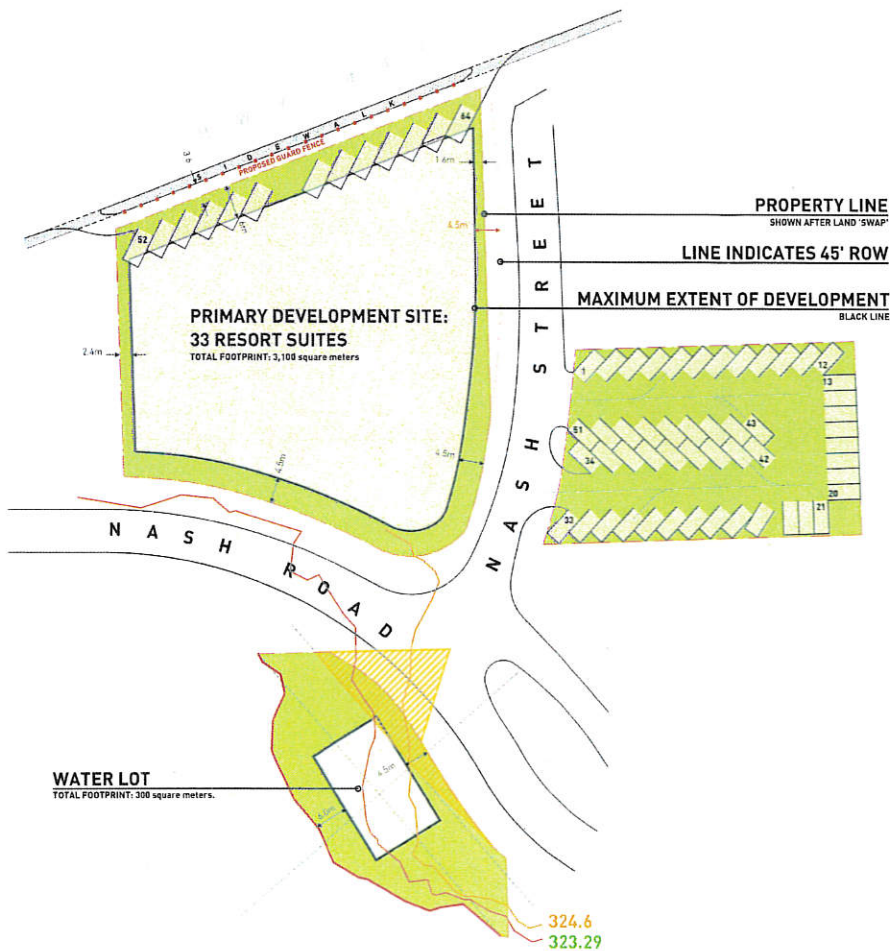 64
SIDEWALK
PROPOSED GUARD FENCE
1.6m
STREET
PROPERTY LINE
SHOWN AFTER LAND 'SWAP'
52
4.5m
LINE INDICATES 45' ROW
MAXIMUM EXTENT OF DEVELOPMENT
BLACK LINE
PRIMARY DEVELOPMENT SITE:
33 RESORT SUITES
TOTAL FOOTPRINT: 3,100 square meters
2.4m
1
12
13
51
43
34
42
4.5m
4.5m
20
21
33
NASH
NASH
ROAD
4.5m
WATER LOT
TOTAL FOOTPRINT: 300 square meters.
324.6
323.29